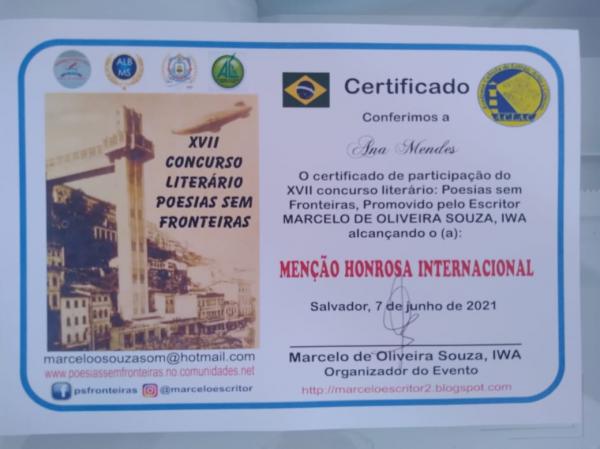 ALB
MS
XVII
CONCURSO
LITERÁRIO
POESIAS SEM
FRONTEIRAS
marceloosouzasom@hotmail.com
www.poesiassemfronteiras.no.comunidades.net
psfronteiras @marceloescritor
Certificado
Conferimos a
Ana Mendes
O certificado de participação do
XVII concurso literário: Poesias sem
Fronteiras, Promovido pelo Escritor
MARCELO DE OLIVEIRA SOUZA, IWA
alcançando o (a):
MENÇÃO HONROSA INTERNACIONAL
Salvador, 7 de junho de 2021
Marcelo de Oliveira Souza, IWA
Organizador do Evento
http://marceloescritor2.blogspot.com
ACLAC